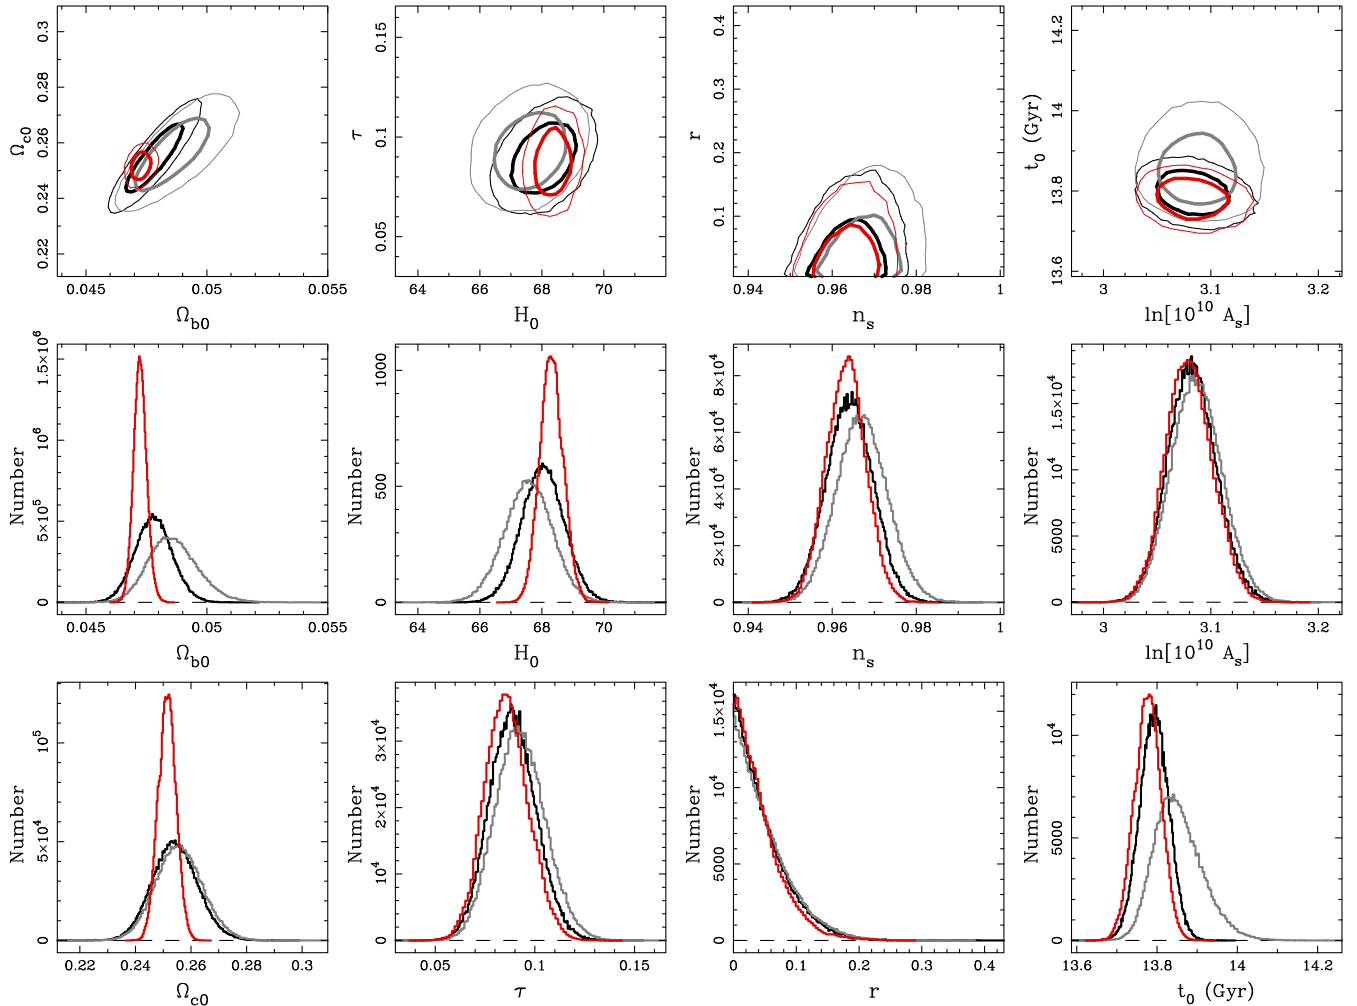 Ω_c0
0.22 0.24 0.26 0.28 0.3
0.045 0.05 0.055
Ω_b0
τ
0.05 0.1 0.15
64 66 68 70
H_0
r
0.1 0.2 0.3 0.4
0.94 0.96 0.98 1
n_s
t_0 (Gyr)
13.6 13.8 14 14.2
3 3.1 3.2
ln[10^10 A_s]
Number
0 5×10^5 10^6 1.5×10^6
0.045 0.05 0.055
Ω_b0
Number
0 500 1000
64 66 68 70
H_0
Number
0 2×10^4 4×10^4 6×10^4 8×10^4
0.94 0.96 0.98 1
n_s
Number
0 5000 10^4 1.5×10^4
3 3.1 3.2
ln[10^10 A_s]
Number
0 5×10^4 10^5
0.22 0.24 0.26 0.28 0.3
Ω_c0
Number
0 10^4 2×10^4 3×10^4
0.05 0.1 0.15
τ
Number
0 5000 10^4 1.5×10^4
0 0.1 0.2 0.3 0.4
r
Number
0 5000 10^4
13.6 13.8 14 14.2
t_0 (Gyr)